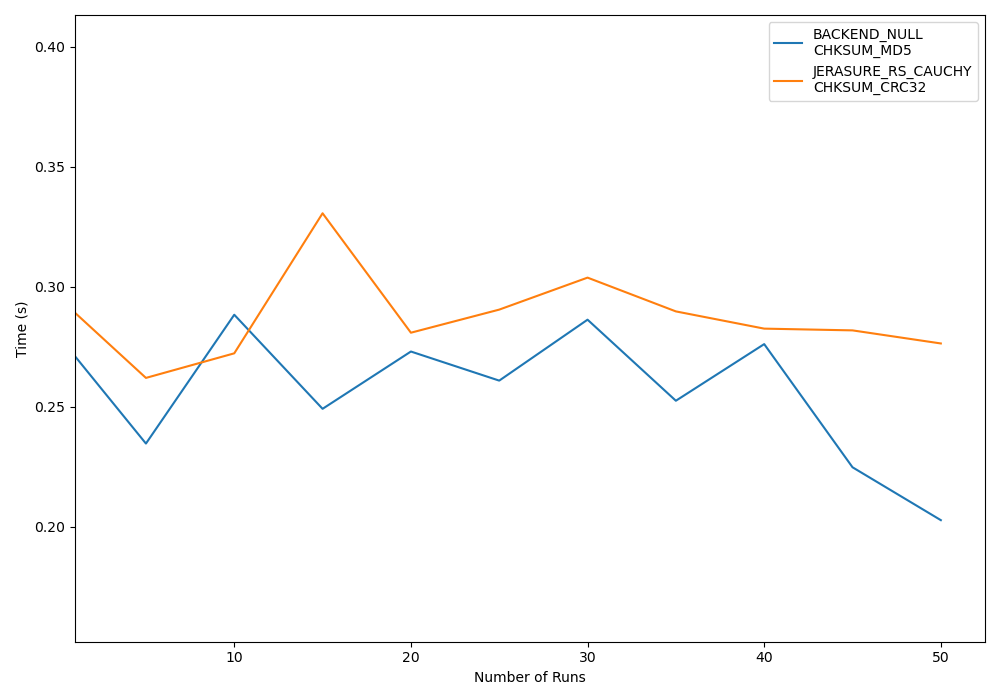 0.40
0.35
0.30
0.25
0.20
Time (s)
10
20
30
40
50
Number of Runs
BACKEND_NULL
CHKSUM_MD5
JERASURE_RS_CAUCHY
CHKSUM_CRC32